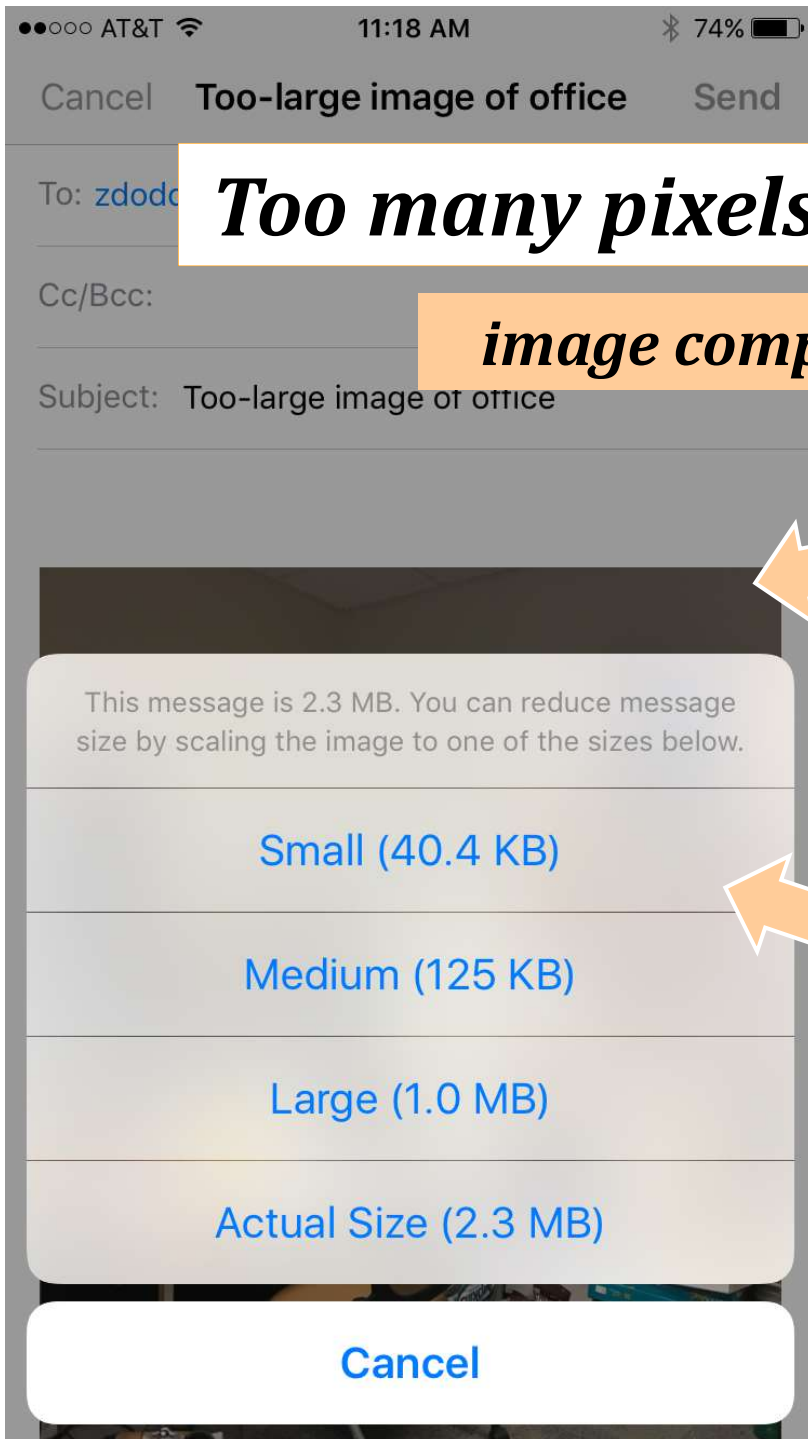 AT&T 11:18 AM 74%
Cancel Too-large image of office Send
To: zdodd
Too many pixels
Cc/Bcc:
image comp
Subject: Too-large image of office
This message is 2.3 MB. You can reduce message
size by scaling the image to one of the sizes below.
Small (40.4 KB)
Medium (125 KB)
Large (1.0 MB)
Actual Size (2.3 MB)
Cancel